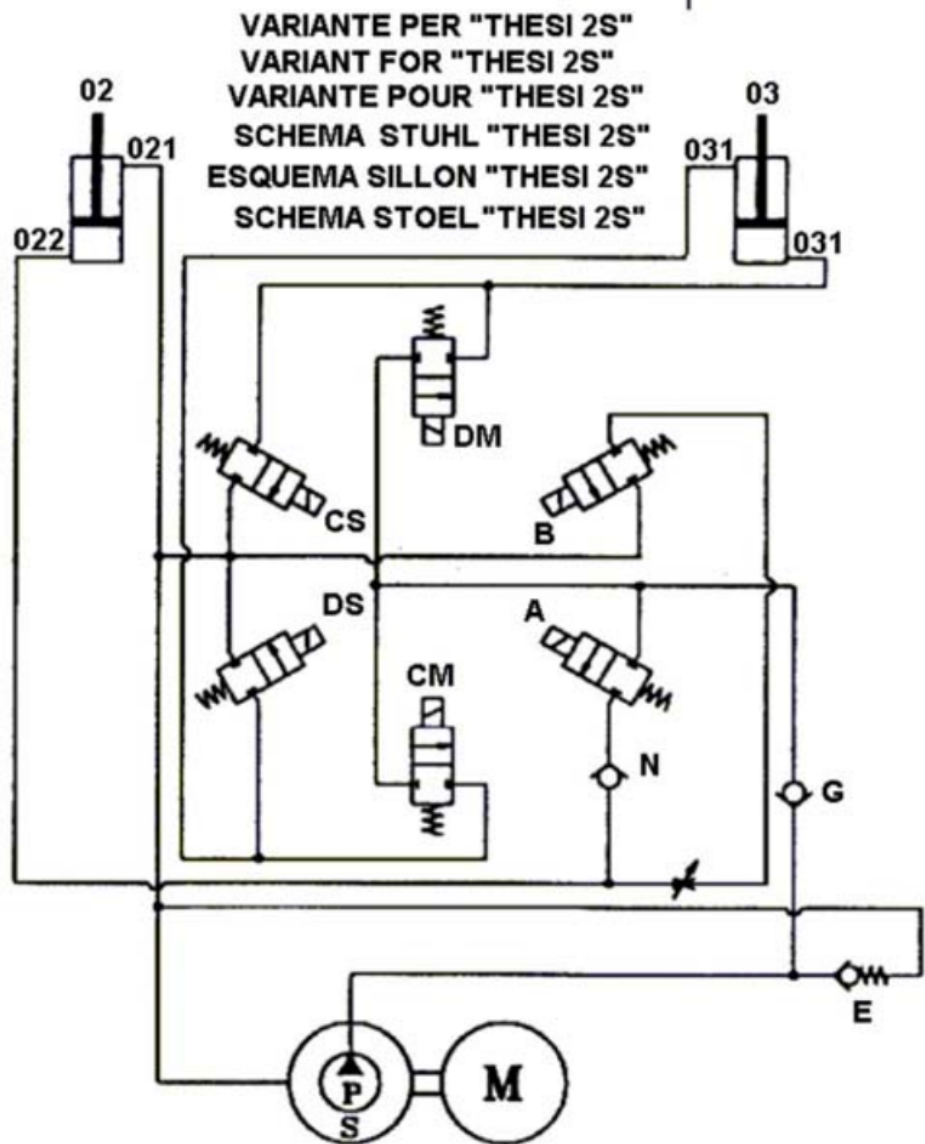 VARIANTE PER "THESI 2S"
VARIANT FOR "THESI 2S"
VARIANTE POUR "THESI 2S"
SCHEMA STUHL "THESI 2S"
ESQUEMA SILLON "THESI 2S"
SCHEMA STOEL "THESI 2S"
02
03
021
031
022
031
DM
CS
B
DS
A
CM
N
G
E
P
S
M